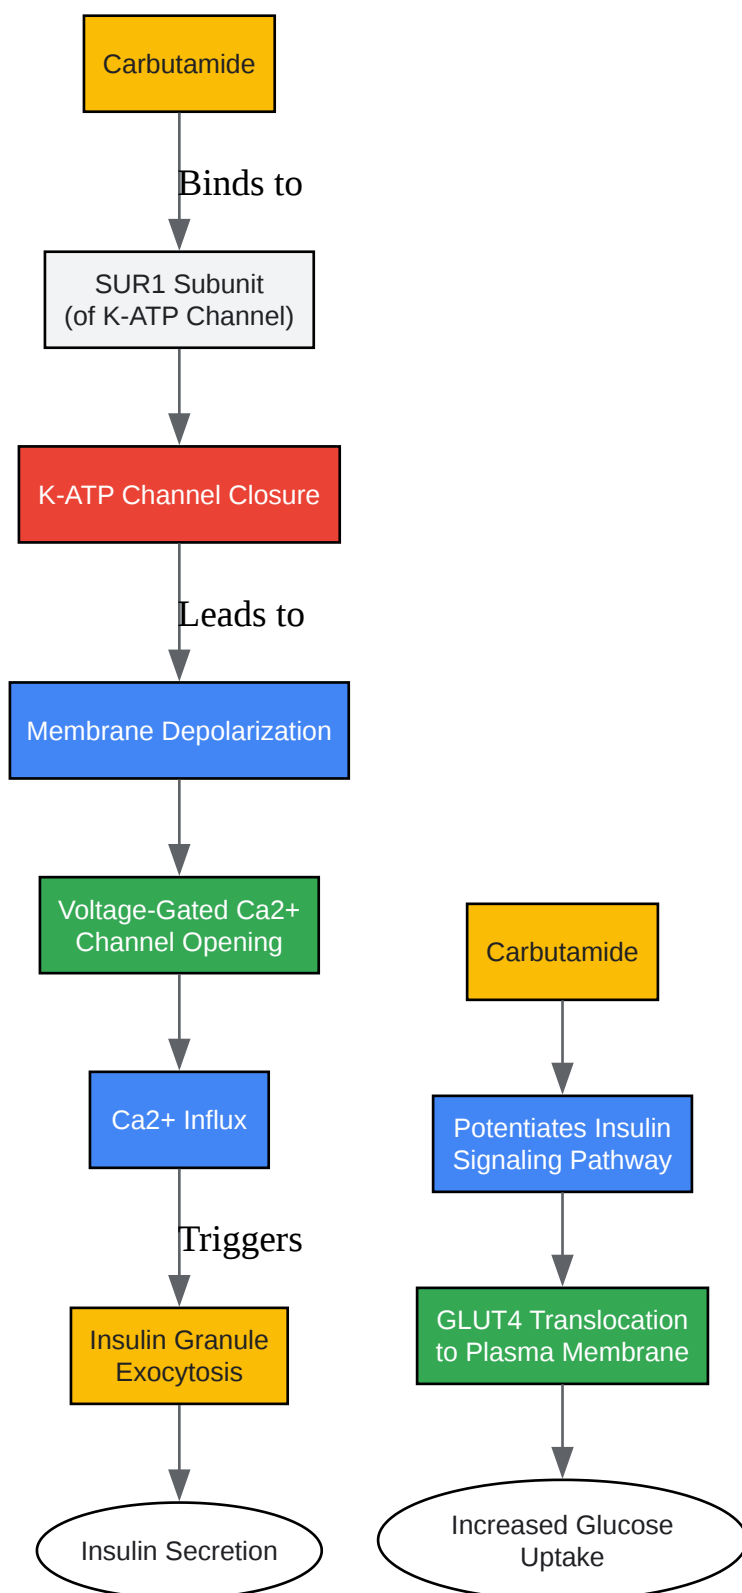 Carbutamide
Binds to
SUR1 Subunit
(of K-ATP Channel)
K-ATP Channel Closure
Leads to
Membrane Depolarization
Voltage-Gated Ca2+
Channel Opening
Ca2+ Influx
Triggers
Insulin Granule
Exocytosis
Insulin Secretion
Carbutamide
Potentiates Insulin
Signaling Pathway
GLUT4 Translocation
to Plasma Membrane
Increased Glucose
Uptake